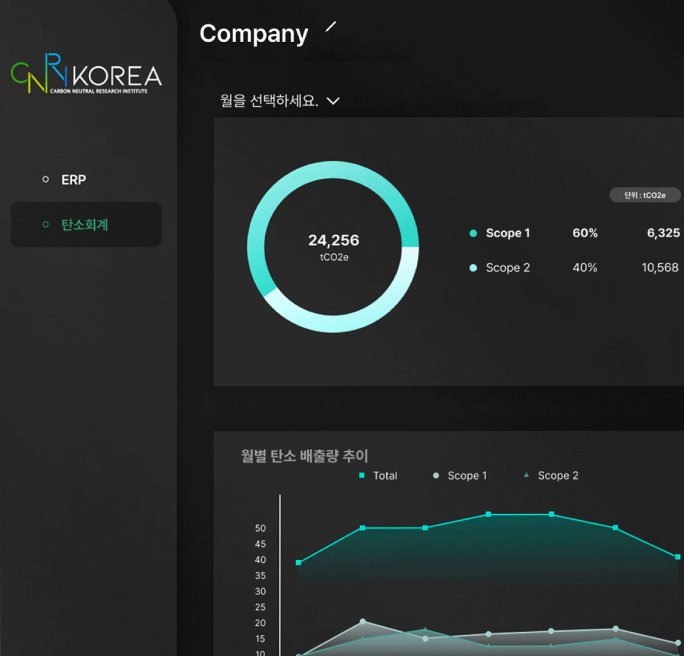 Company
CNRI KOREA
CARBON NEUTRAL RESEARCH INSTITUTE
월을 선택하세요.
ERP
탄소회계
단위 : tCO2e
24,256
tCO2e
Scope 1 60% 6,325
Scope 2 40% 10,568
월별 탄소 배출량 추이
Total Scope 1 Scope 2
50
45
40
35
30
25
20
15
10